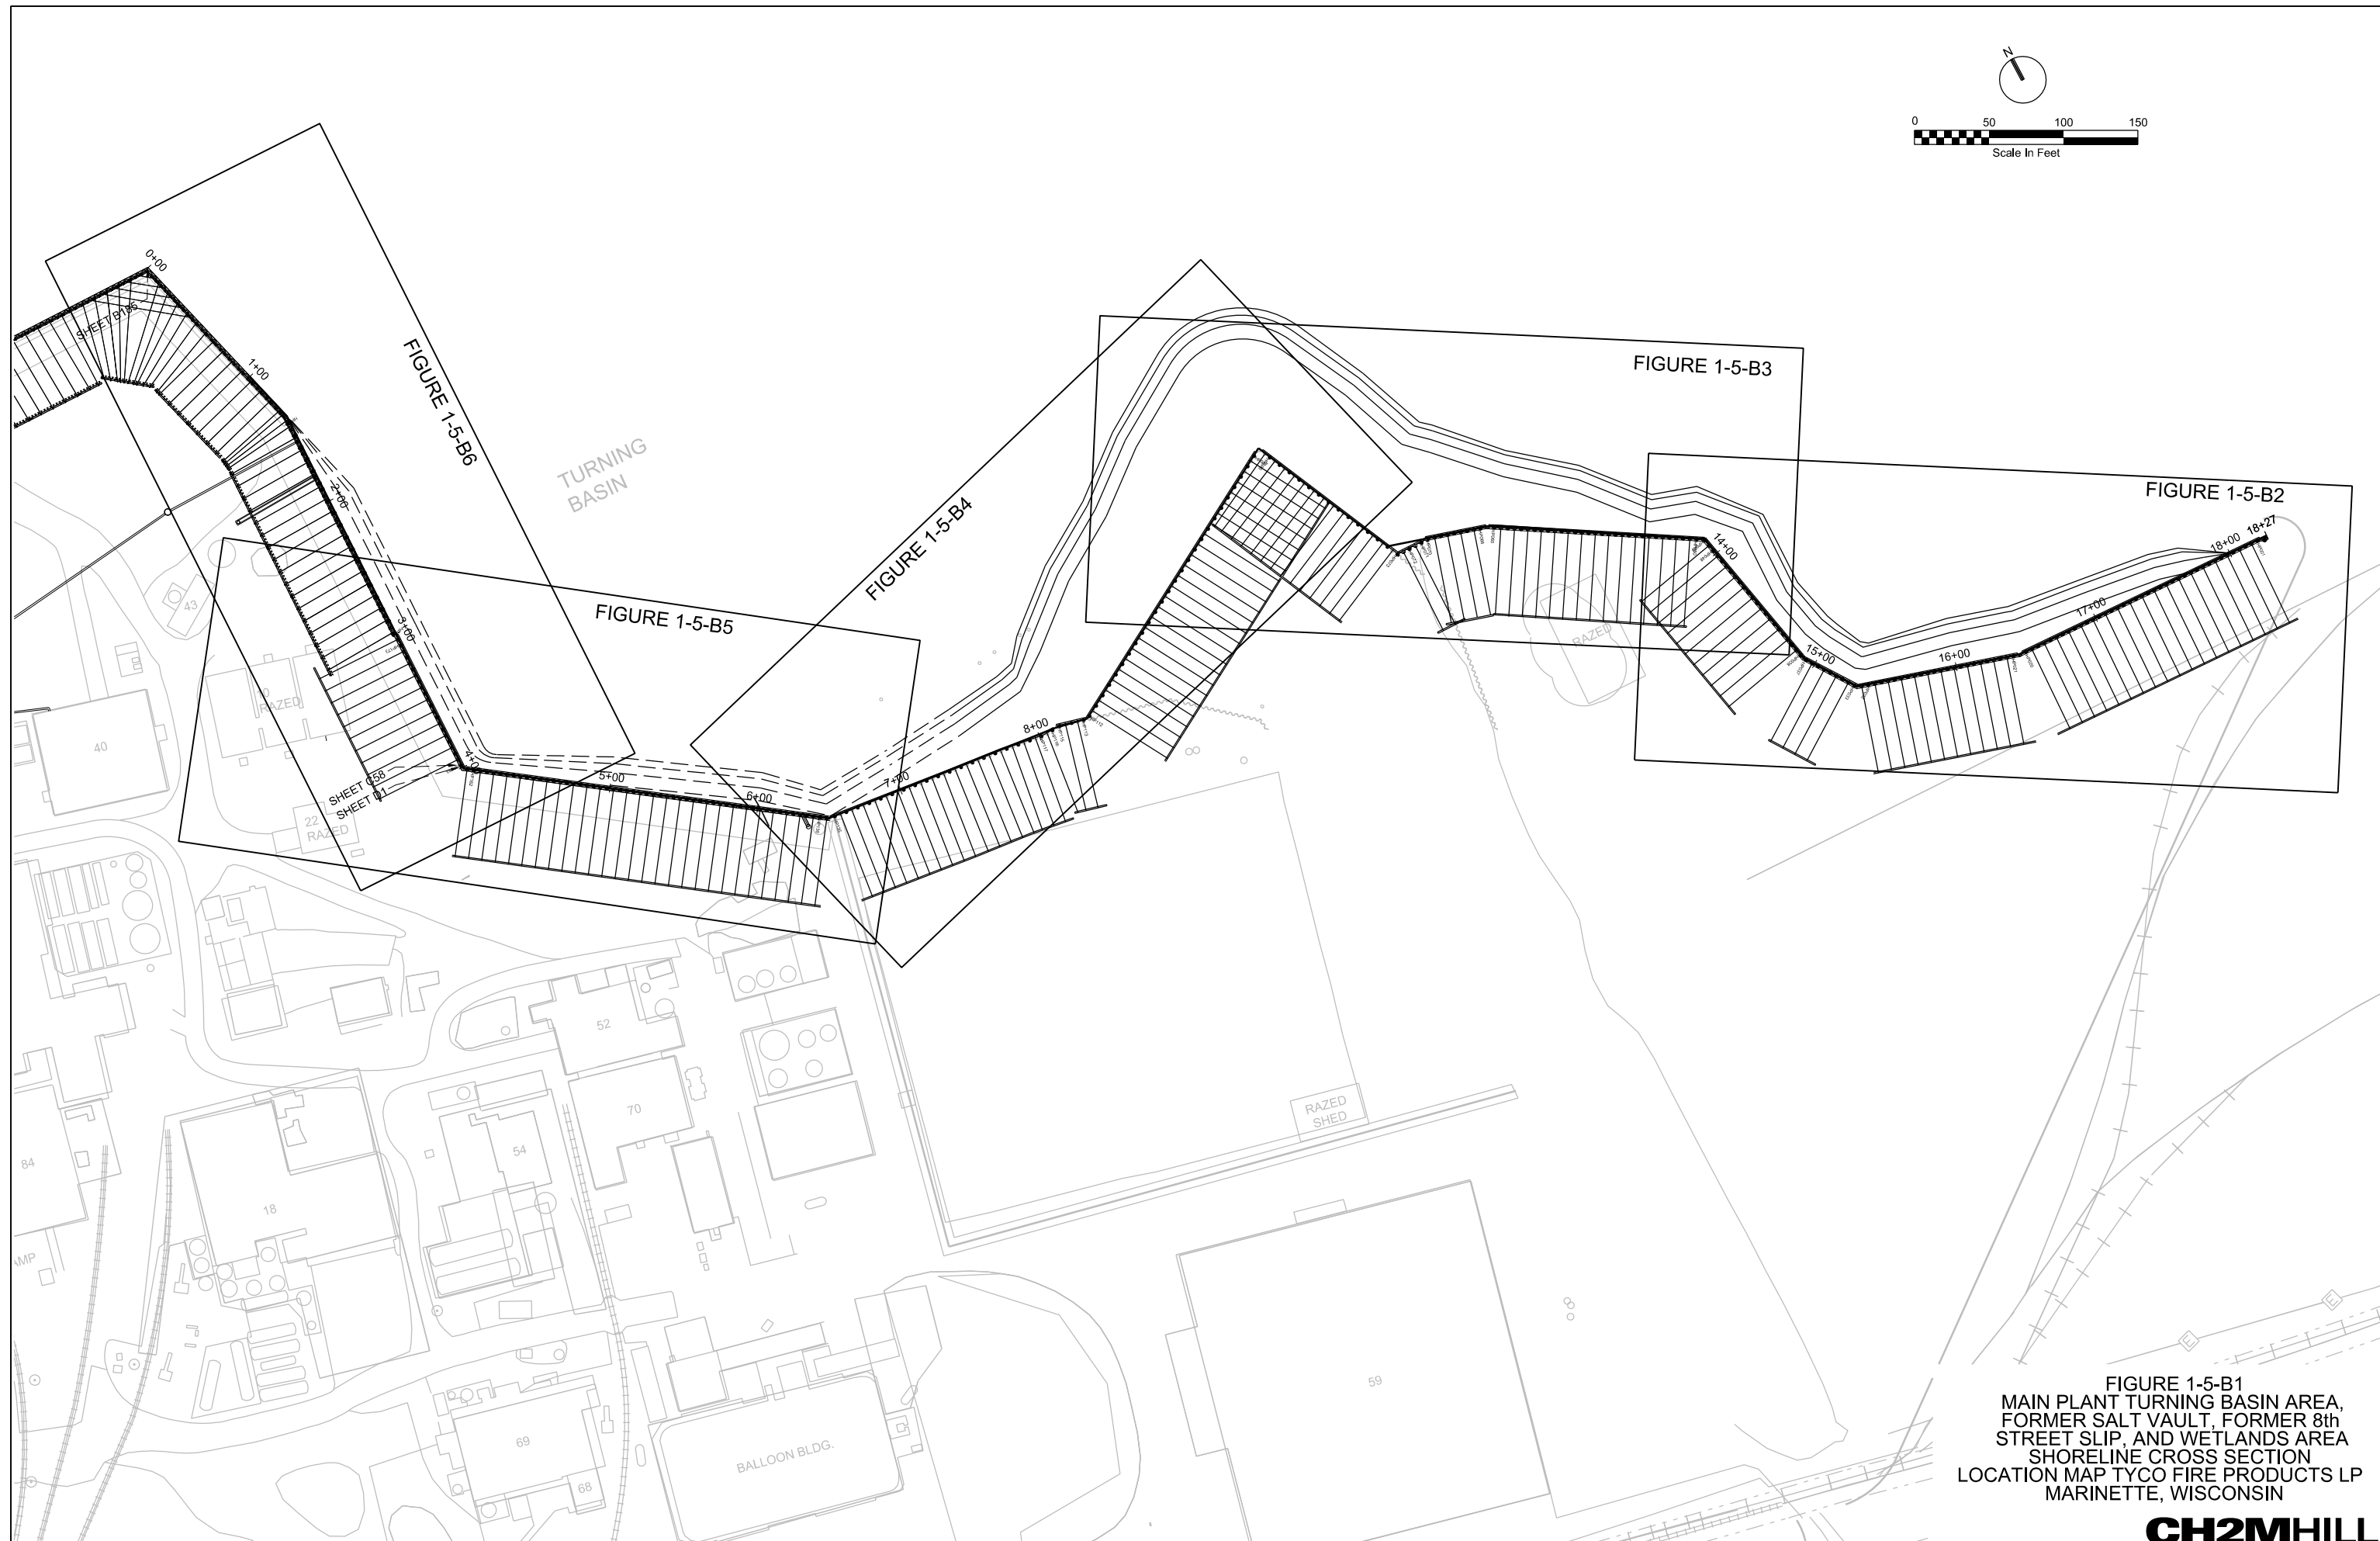 N
0 50 100 150
Scale In Feet
0+00
SHEET B185
1+00
FIGURE 1-5-B6
2+00
TURNING
BASIN
FIGURE 1-5-B3
FIGURE 1-5-B4
FIGURE 1-5-B2
18+27
18+00
14+00
17+00
43
3+00
FIGURE 1-5-B5
RAZED
15+00
16+00
RAZED
40
4+00
SHEET C58
SHEET D1
5+00
6+00
7+00
8+00
22
RAZED
52
70
54
RAZED
SHED
84
18
59
69
68
BALLOON BLDG.
E
E
FIGURE 1-5-B1
MAIN PLANT TURNING BASIN AREA,
FORMER SALT VAULT, FORMER 8th
STREET SLIP, AND WETLANDS AREA
SHORELINE CROSS SECTION
LOCATION MAP TYCO FIRE PRODUCTS LP
MARINETTE, WISCONSIN
CH2MHILL